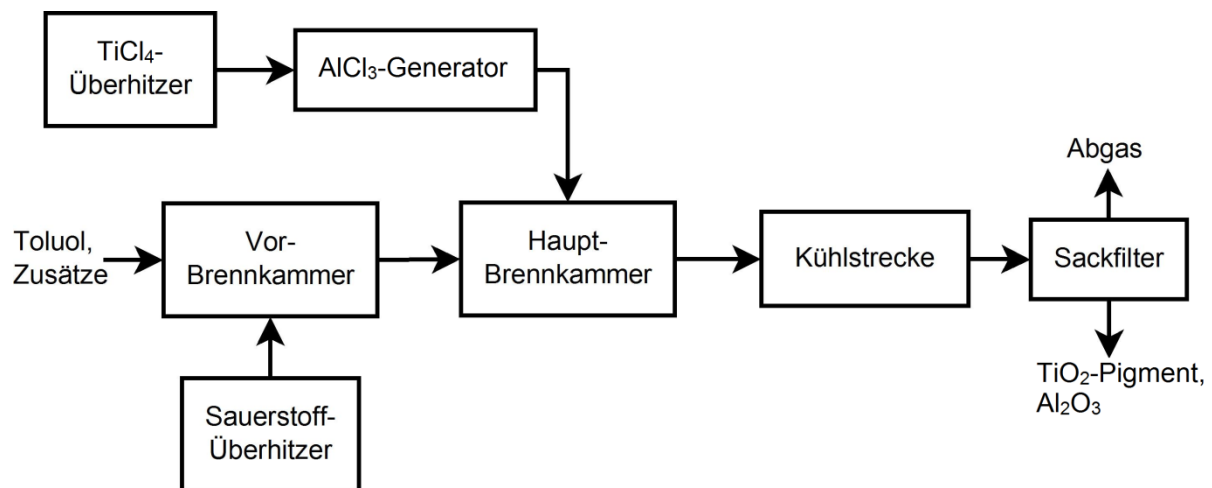 TiCl₄-
Überhitzer
AlCl₃-Generator
Abgas
Toluol,
Zusätze
Vor-
Brennkammer
Haupt-
Brennkammer
Kühlstrecke
Sackfilter
TiO₂-Pigment,
Al₂O₃
Sauerstoff-
Überhitzer